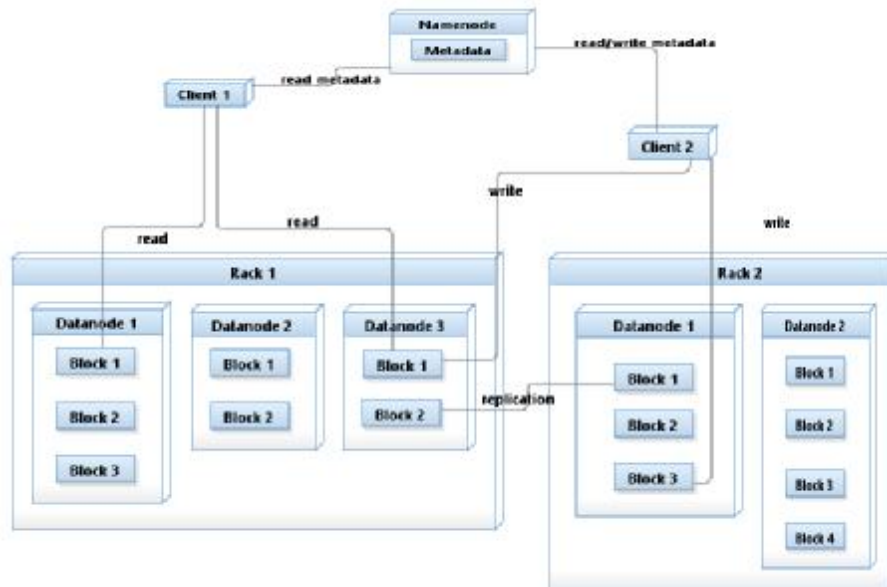 Namenode
Metadata
read metadata
read/write metadata
Client 1
Client 2
write
read
read
write
Rack 1
Rack 2
Datanode 1
Datanode 2
Datanode 3
Datanode 1
Datanode 2
Block 1
Block 1
Block 1
Block 1
Block 1
replication
Block 2
Block 2
Block 2
Block 2
Block 2
Block 3
Block 3
Block 3
Block 4